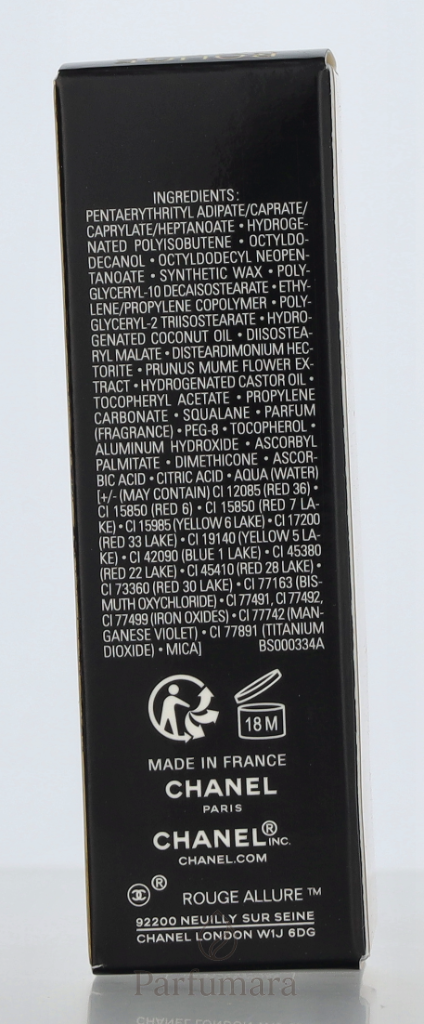 INGREDIENTS:
PENTAERYTHRITYL ADIPATE/CAPRATE/
CAPRYLATE/HEPTANOATE • HYDROGE-
NATED POLYISOBUTENE • OCTYLDO-
DECANOL • OCTYLDODECYL NEOPEN-
TANOATE • SYNTHETIC WAX • POLY-
GLYCERYL-10 DECAISOSTEARATE • ETHY-
LENE/PROPYLENE COPOLYMER • POLY-
GLYCERYL-2 TRIISOSTEARATE • HYDRO-
GENATED COCONUT OIL • DIISOSTEA-
RYL MALATE • DISTEARDIMONIUM HEC-
TORITE • PRUNUS MUME FLOWER EX-
TRACT • HYDROGENATED CASTOR OIL •
TOCOPHERYL ACETATE • PROPYLENE
CARBONATE • SQUALANE • PARFUM
(FRAGRANCE) • PEG-8 • TOCOPHEROL •
ALUMINUM HYDROXIDE • ASCORBYL
PALMITATE • DIMETHICONE • ASCOR-
BIC ACID • CITRIC ACID • AQUA (WATER)
[+/- (MAY CONTAIN) CI 12085 (RED 36) •
CI 15850 (RED 6) • CI 15850 (RED 7 LA-
KE) • CI 15985 (YELLOW 6 LAKE) • CI 17200
(RED 33 LAKE) • CI 19140 (YELLOW 5 LA-
KE) • CI 42090 (BLUE 1 LAKE) • CI 45380
(RED 22 LAKE) • CI 45410 (RED 28 LAKE) •
CI 73360 (RED 30 LAKE) • CI 77163 (BIS-
MUTH OXYCHLORIDE) • CI 77491, CI 77492,
CI 77499 (IRON OXIDES) • CI 77742 (MAN-
GANESE VIOLET) • CI 77891 (TITANIUM
DIOXIDE) • MICA] BS000334A
18 M
MADE IN FRANCE
CHANEL
PARIS
CHANEL® INC.
CHANEL.COM
® ROUGE ALLURE ™
92200 NEUILLY SUR SEINE
CHANEL LONDON W1J 6DG
Parfumara